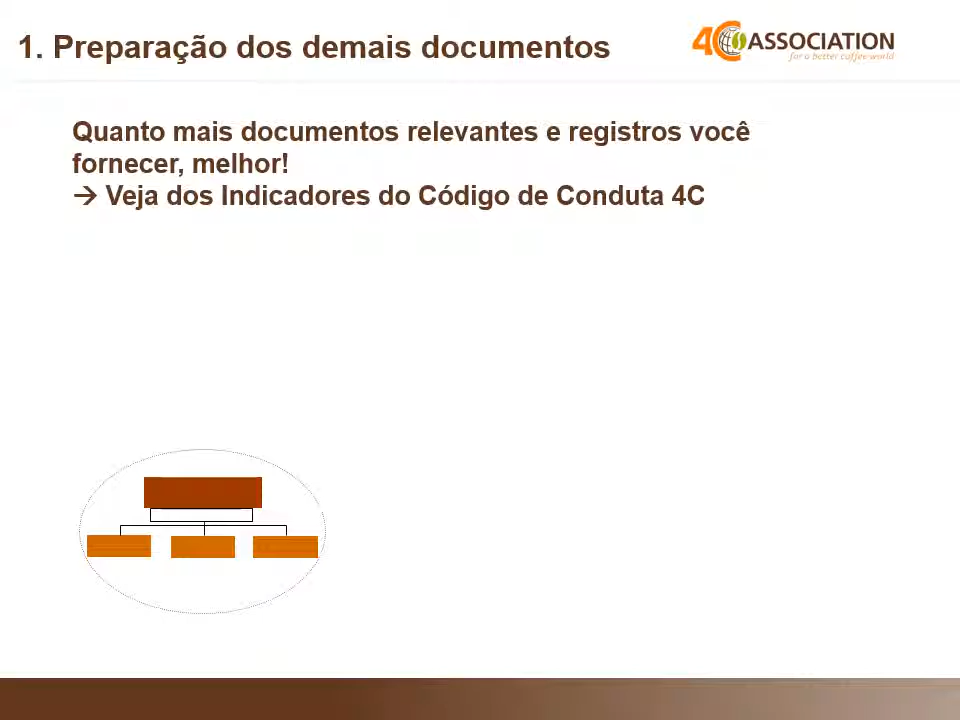 1. Preparação dos demais documentos
4C ASSOCIATION
for a better coffee world
Quanto mais documentos relevantes e registros você
fornecer, melhor!
→ Veja dos Indicadores do Código de Conduta 4C